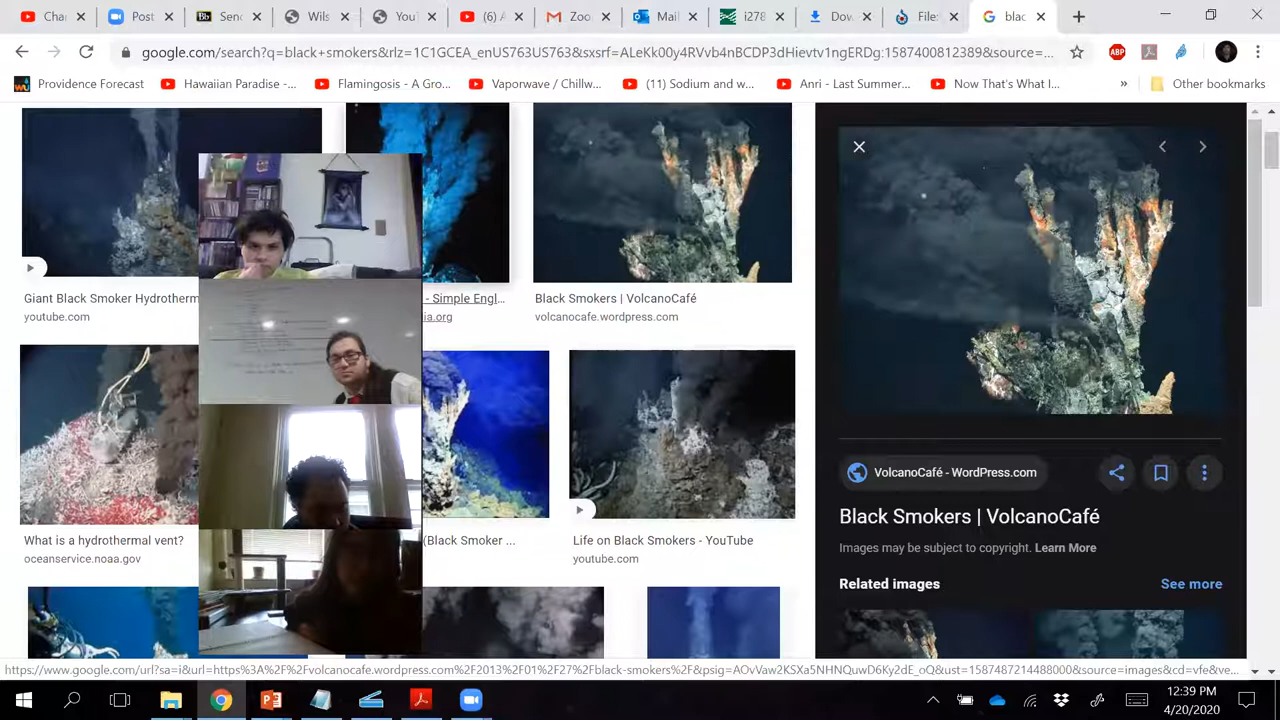 Cha
Post
Bb Send
Wils
YouT
(6) A
Zoo
Mail
i278
Dow
Files
blac
google.com/search?q=black+smokers&rlz=1C1GCEA_enUS763US763&sxsrf=ALeKk00y4RVvb4nBCDP3dHievtv1ngERDg:1587400812389&source=...
ABP
Providence Forecast
Hawaiian Paradise -...
Flamingosis - A Gro...
Vaporwave / Chillw...
(11) Sodium and w...
Anri - Last Summer...
Now That's What I...
»
Other bookmarks
Giant Black Smoker Hydrotherm
youtube.com
- Simple Engl...
ia.org
Black Smokers | VolcanoCafé
volcanocafe.wordpress.com
What is a hydrothermal vent?
oceanservice.noaa.gov
(Black Smoker ...
Life on Black Smokers - YouTube
youtube.com
VolcanoCafé - WordPress.com
Black Smokers | VolcanoCafé
Images may be subject to copyright. Learn More
Related images
See more
https://www.google.com/url?sa=i&url=https%3A%2F%2Fvolcanocafe.wordpress.com%2F2013%2F01%2F27%2Fblack-smokers%2F&psig=AOvVaw2KSXa5NHNQuwD6Ky2dE_oQ&ust=1587487214488000&source=images&cd=vfe&ve...
12:39 PM
4/20/2020